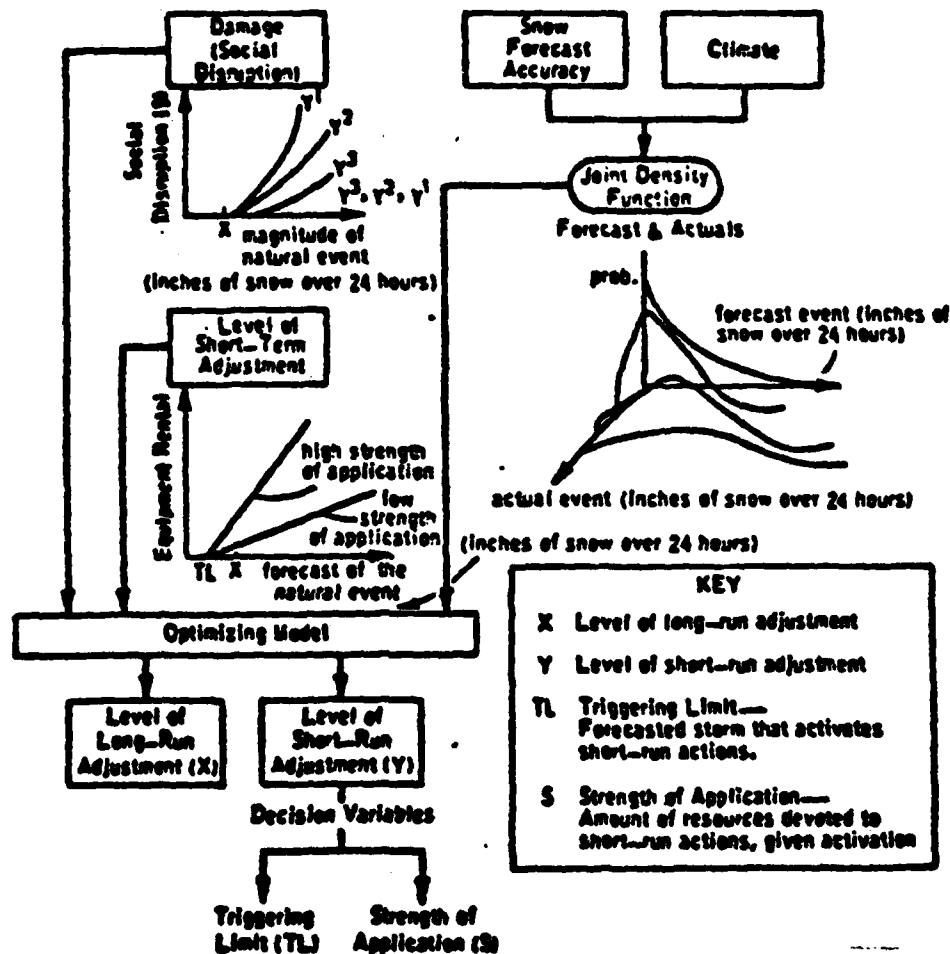 Damage
(Social
Disruption)
Snow
Forecast
Accuracy
Climate
Social
Disruption ($)
Y1
Y2
Y3
Y3, Y2, Y1
X
magnitude of
natural event
(inches of snow over 24 hours)
Joint Density
Function
Forecast & Actuals
prob.
forecast event (inches of
snow over 24 hours)
actual event (inches of snow over 24 hours)
Level of
Short-Term
Adjustment
Equipment Rental
high strength
of application
low
strength
of application
TL X forecast of the
natural event
(inches of snow over 24 hours)
Optimizing Model
Level of
Long-Run
Adjustment (X)
Level of
Short-Run
Adjustment (Y)
Decision Variables
Triggering
Limit (TL)
Strength of
Application (S)
KEY
X Level of long-run adjustment
Y Level of short-run adjustment
TL Triggering Limit—
Forecasted storm that activates
short-run actions.
S Strength of Application—
Amount of resources devoted to
short-run actions, given activation